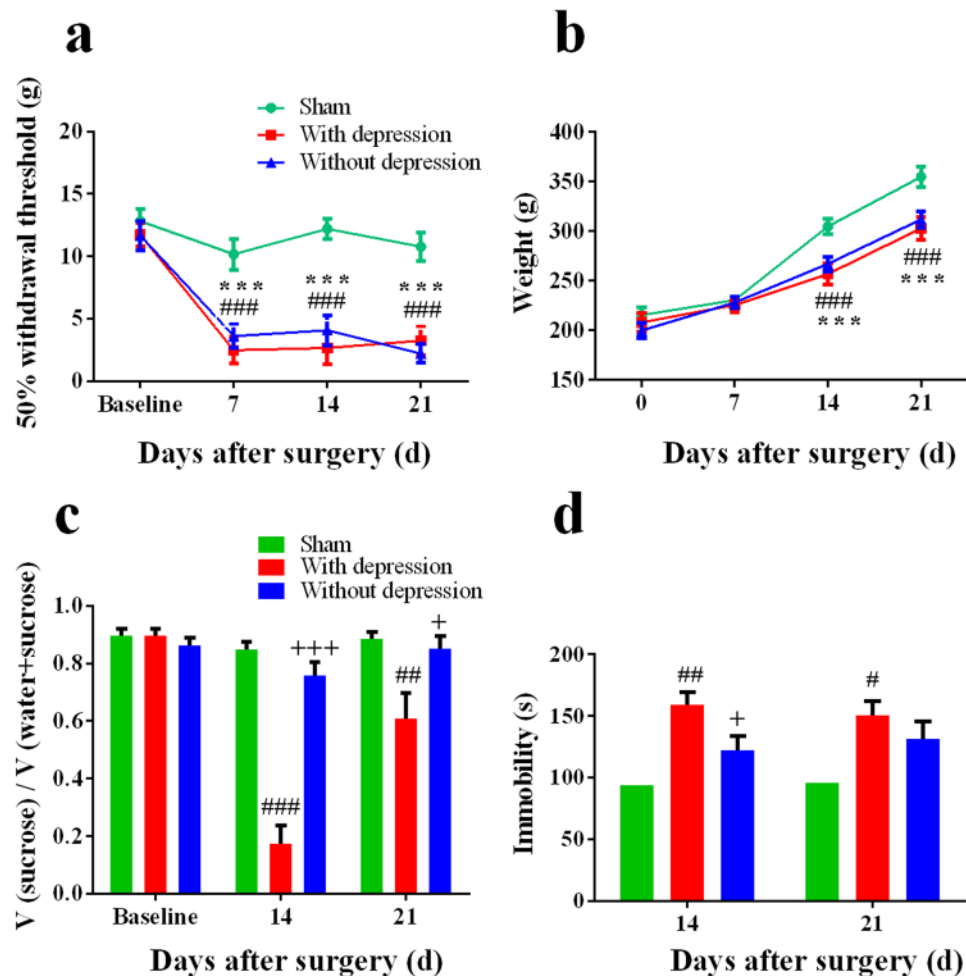 a
50% withdrawal threshold (g)
Sham
With depression
Without depression
20
15
10
5
0
*** *** ***
### ### ###
Baseline 7 14 21
Days after surgery (d)
b
Weight (g)
400
350
300
250
200
150
### ###
*** ***
0 7 14 21
Days after surgery (d)
c
V (sucrose) / V (water+sucrose)
Sham
With depression
Without depression
1.0
0.8
0.6
0.4
0.2
0.0
###
+++
##
+
Baseline 14 21
Days after surgery (d)
d
Immobility (s)
200
150
100
50
0
##
+
#
14 21
Days after surgery (d)